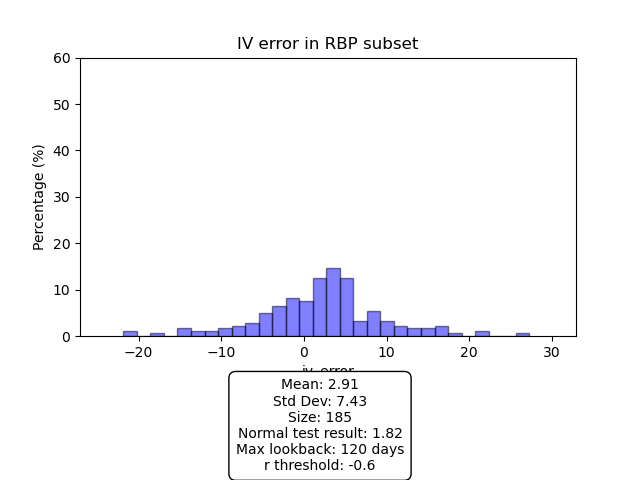 IV error in RBP subset
60
50
40
30
20
10
0
Percentage (%)
−20
−10
0
10
20
30
iv_error
Mean: 2.91
Std Dev: 7.43
Size: 185
Normal test result: 1.82
Max lookback: 120 days
r threshold: -0.6